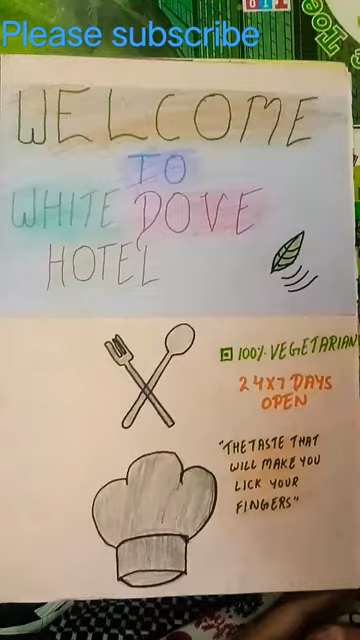 Please subscribe
WELCOME
TO
WHITE DOVE
HOTEL
100% VEGETARIAN
24X7 DAYS
OPEN
"THE TASTE THAT
WILL MAKE YOU
LICK YOUR
FINGERS"